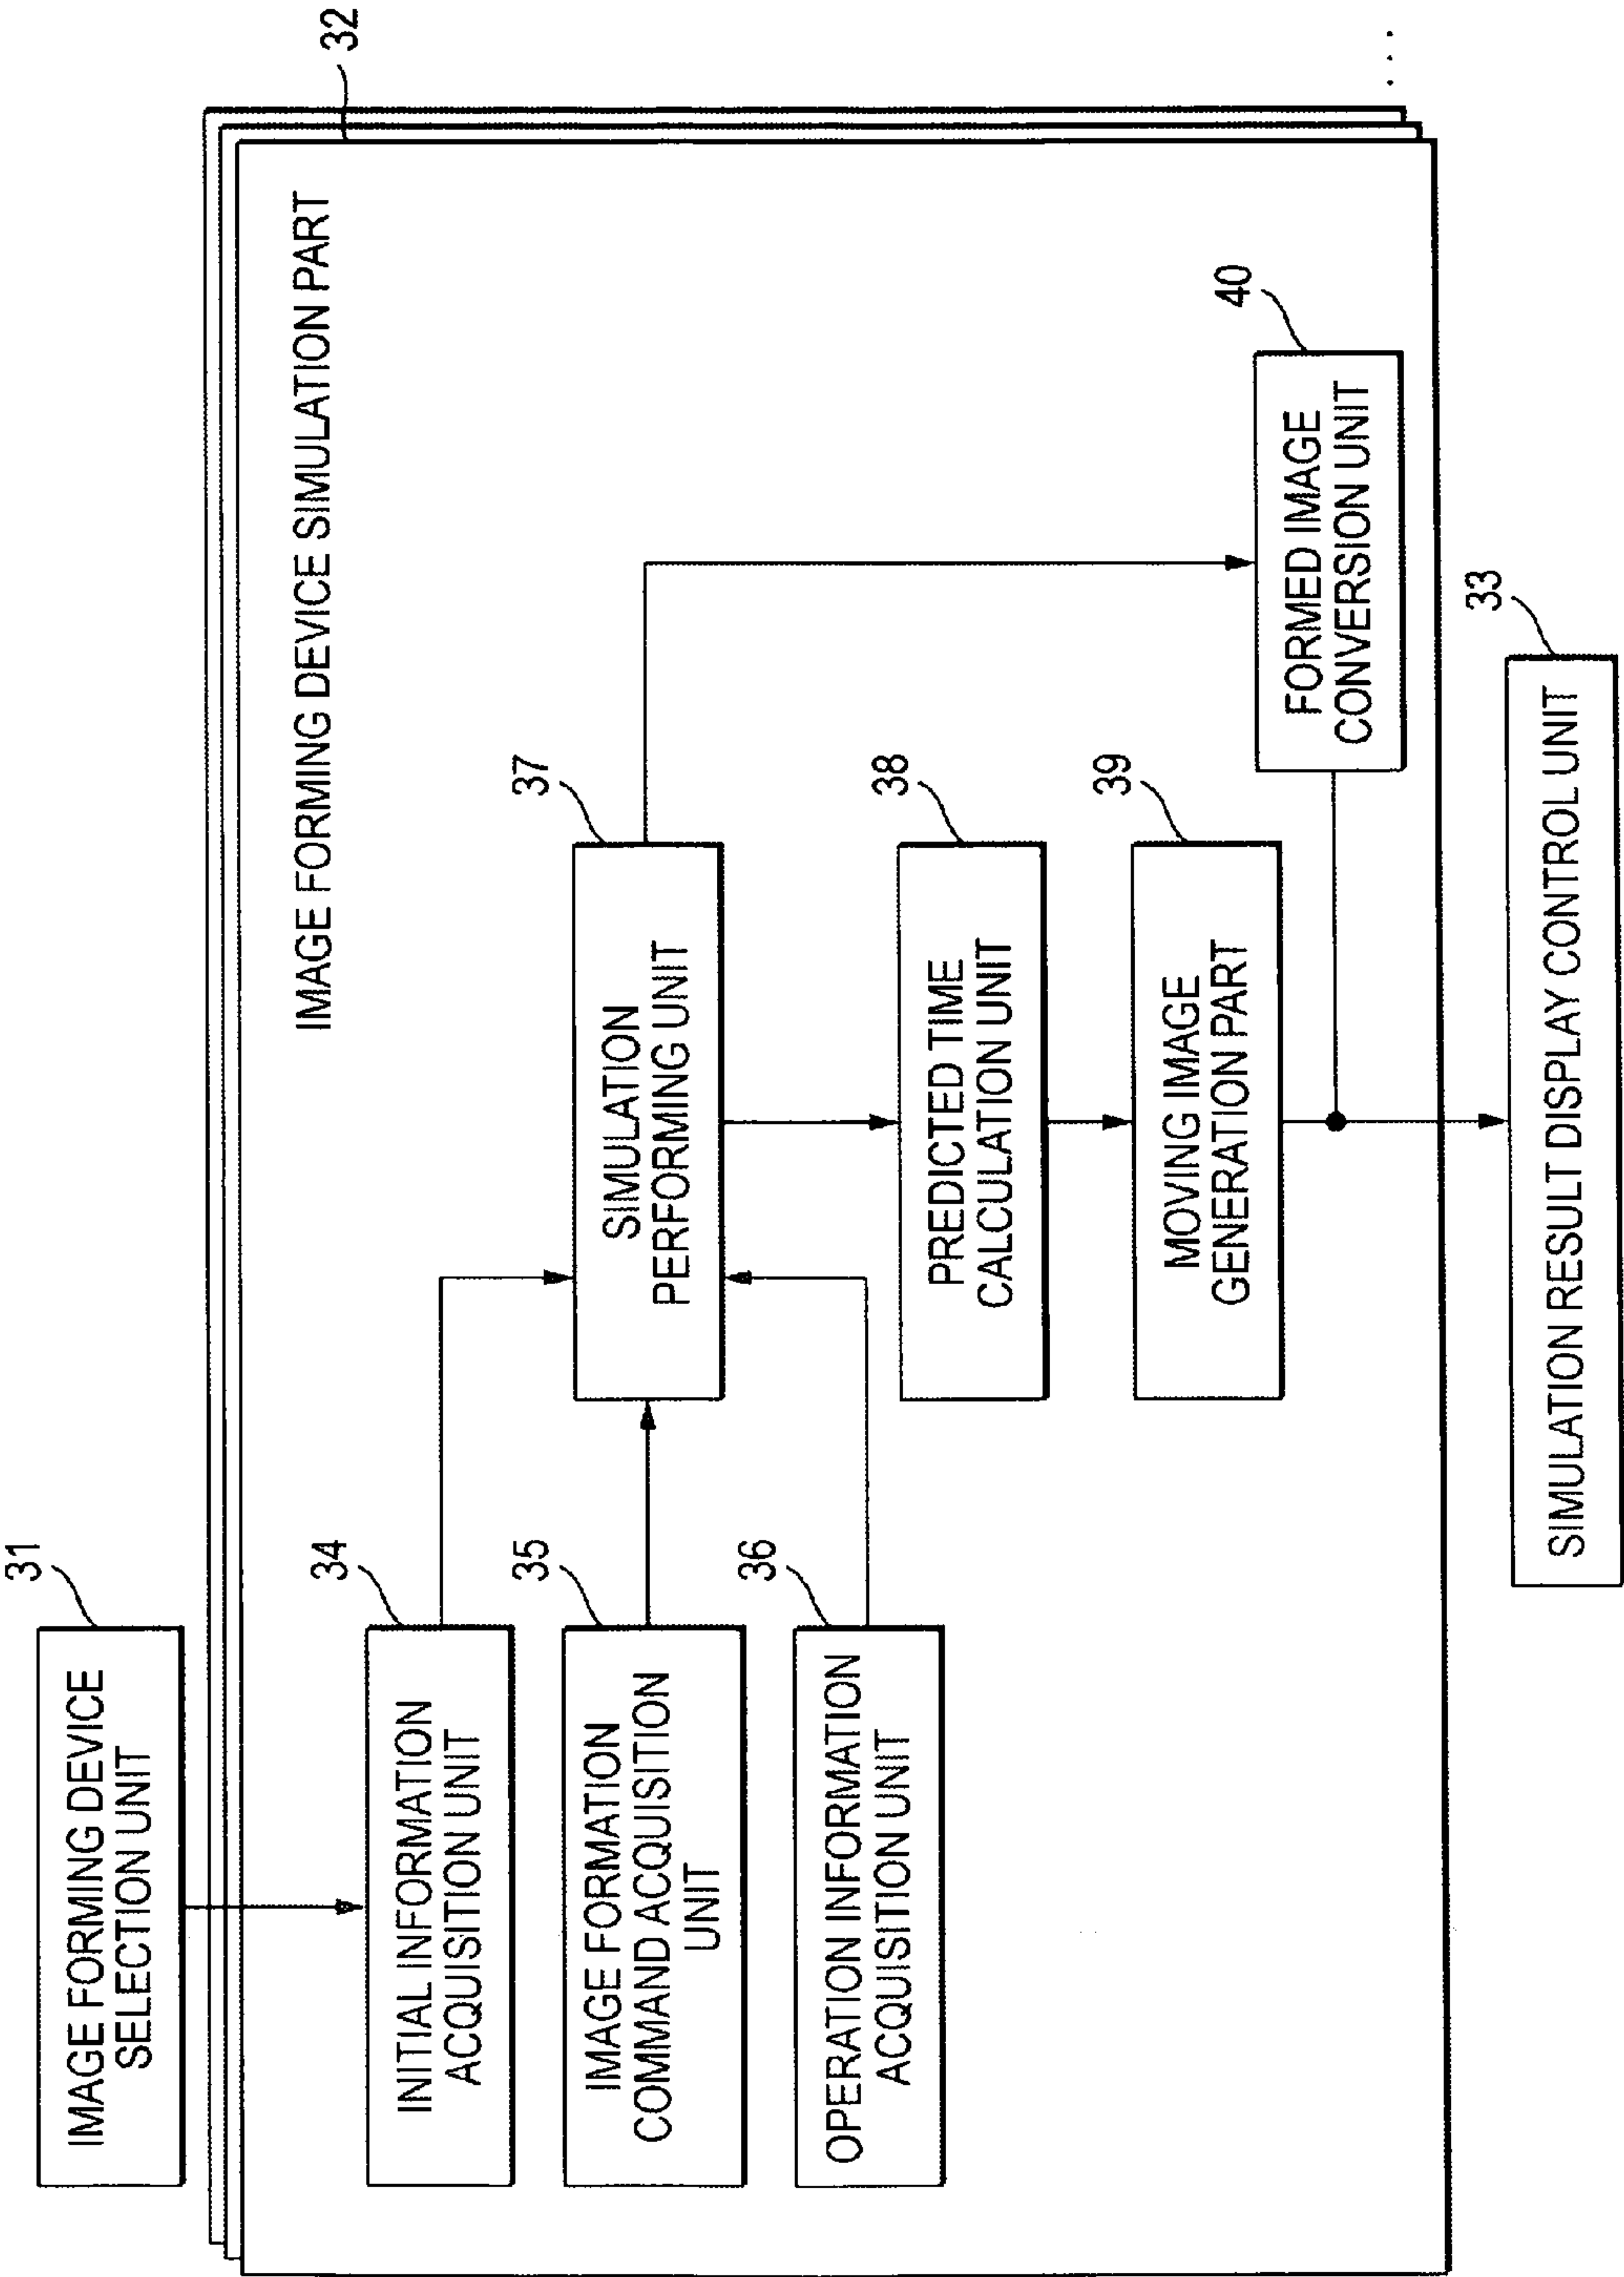 31
IMAGE FORMING DEVICE
SELECTION UNIT
32
IMAGE FORMING DEVICE SIMULATION PART
34
INITIAL INFORMATION
ACQUISITION UNIT
35
IMAGE FORMATION
COMMAND ACQUISITION
UNIT
36
OPERATION INFORMATION
ACQUISITION UNIT
37
SIMULATION
PERFORMING UNIT
38
PREDICTED TIME
CALCULATION UNIT
39
MOVING IMAGE
GENERATION PART
40
FORMED IMAGE
CONVERSION UNIT
33
SIMULATION RESULT DISPLAY CONTROL UNIT
...